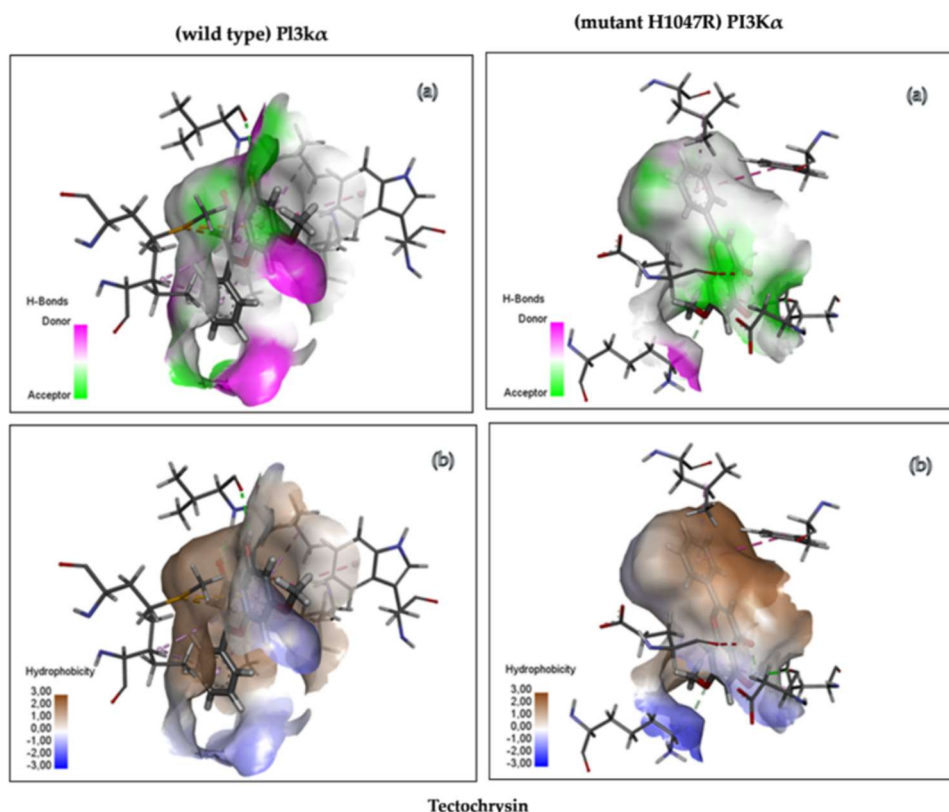 (wild type) Pl3kα
(mutant H1047R) PI3Kα
(a)
H-Bonds
Donor
Acceptor
(a)
H-Bonds
Donor
Acceptor
(b)
Hydrophobicity
3,00
2,00
1,00
0,00
-1,00
-2,00
-3,00
(b)
Hydrophobicity
3,00
2,00
1,00
0,00
-1,00
-2,00
-3,00
Tectochrysin